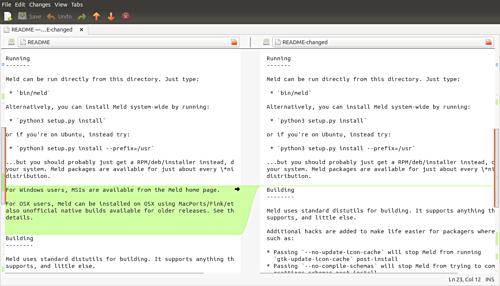 File Edit Changes View Tabs
Save Undo
README —...E-changed
README
README-changed
Running
-------
Meld can be run directly from this directory. Just type:
* `bin/meld`
Alternatively, you can install Meld system-wide by running:
* `python3 setup.py install`
or if you're on Ubuntu, instead try:
* `python3 setup.py install --prefix=/usr`
...but you should probably just get a RPM/deb/installer instead, d
your system. Meld packages are available for just about every \*ni
distribution.
For Windows users, MSIs are available from the Meld home page.
For OSX users, Meld can be installed on OSX using MacPorts/Fink/et
also unofficial native builds available for older releases. See th
details.
Building
--------
Meld uses standard distutils for building. It supports anything th
supports, and little else.
Running
-------
Meld can be run directly from this directory. Just type:
* `bin/meld`
Alternatively, you can install Meld system-wide by running:
* `python3 setup.py install`
or if you're on Ubuntu, instead try:
* `python3 setup.py install --prefix=/usr`
...but you should probably just get a RPM/deb/installer instead, d
your system. Meld packages are available for just about every \*ni
distribution.
Building
--------
Meld uses standard distutils for building. It supports anything th
supports, and little else.
Additional hacks are added to make life easier for packagers where
such as:
* Passing `--no-update-icon-cache` will stop Meld from running
`gtk-update-icon-cache` post-install
* Passing `--no-compile-schemas` will stop Meld from trying to com
Ln 23, Col 12 INS